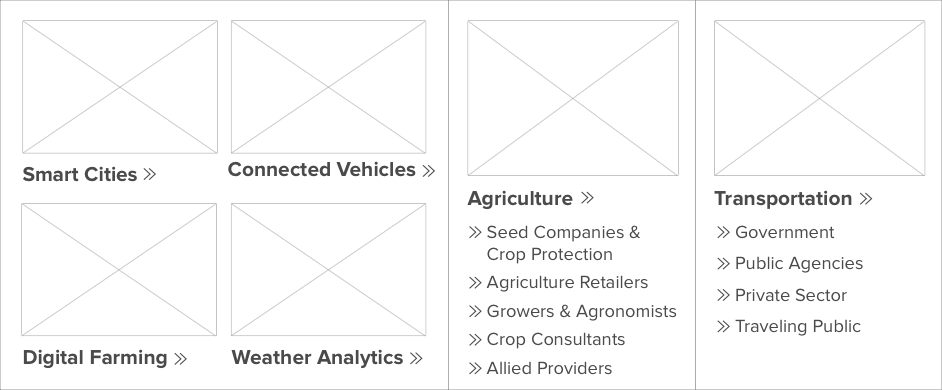 Smart Cities »
Connected Vehicles »
Digital Farming »
Weather Analytics »
Agriculture »
» Seed Companies &
Crop Protection
» Agriculture Retailers
» Growers & Agronomists
» Crop Consultants
» Allied Providers
Transportation »
» Government
» Public Agencies
» Private Sector
» Traveling Public